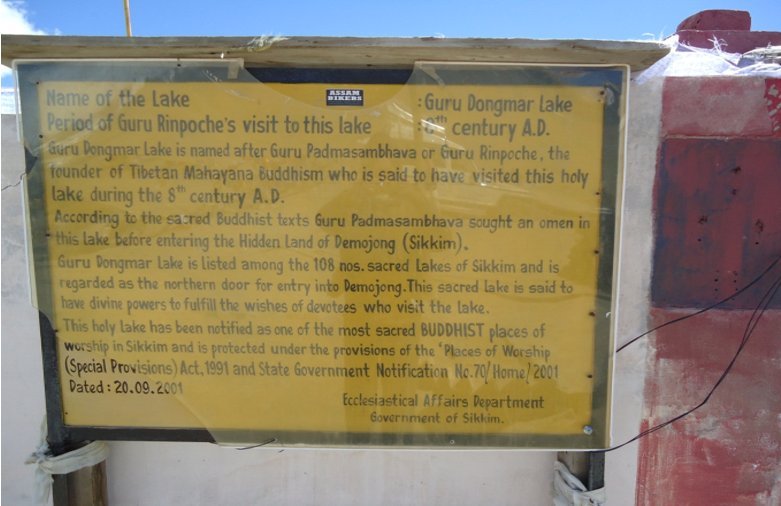 ASSAM
BIKERS
Name of the Lake : Guru Dongmar Lake
Period of Guru Rinpoche's visit to this lake : 8th century A.D.
Guru Dongmar Lake is named after Guru Padmasambhava or Guru Rinpoche, the
founder of Tibetan Mahayana Buddhism who is said to have visited this holy
lake during the 8th century A.D.
According to the sacred Buddhist texts Guru Padmasambhava sought an omen in
this Lake before entering the Hidden Land of Demojong (Sikkim).
Guru Dongmar Lake is listed among the 108 nos. sacred Lakes of Sikkim and is
regarded as the northern door for entry into Demojong. This sacred Lake is said to
have divine powers to fulfill the wishes of devotees who visit the lake.
This holy Lake has been notified as one of the most sacred BUDDHIST places of
worship in Sikkim and is protected under the provisions of the 'Places of Worship
(Special Provisions) Act, 1991 and State Government Notification No.70/Home/2001
Dated : 20.09.2001
Ecclesiastical Affairs Department
Government of Sikkim.